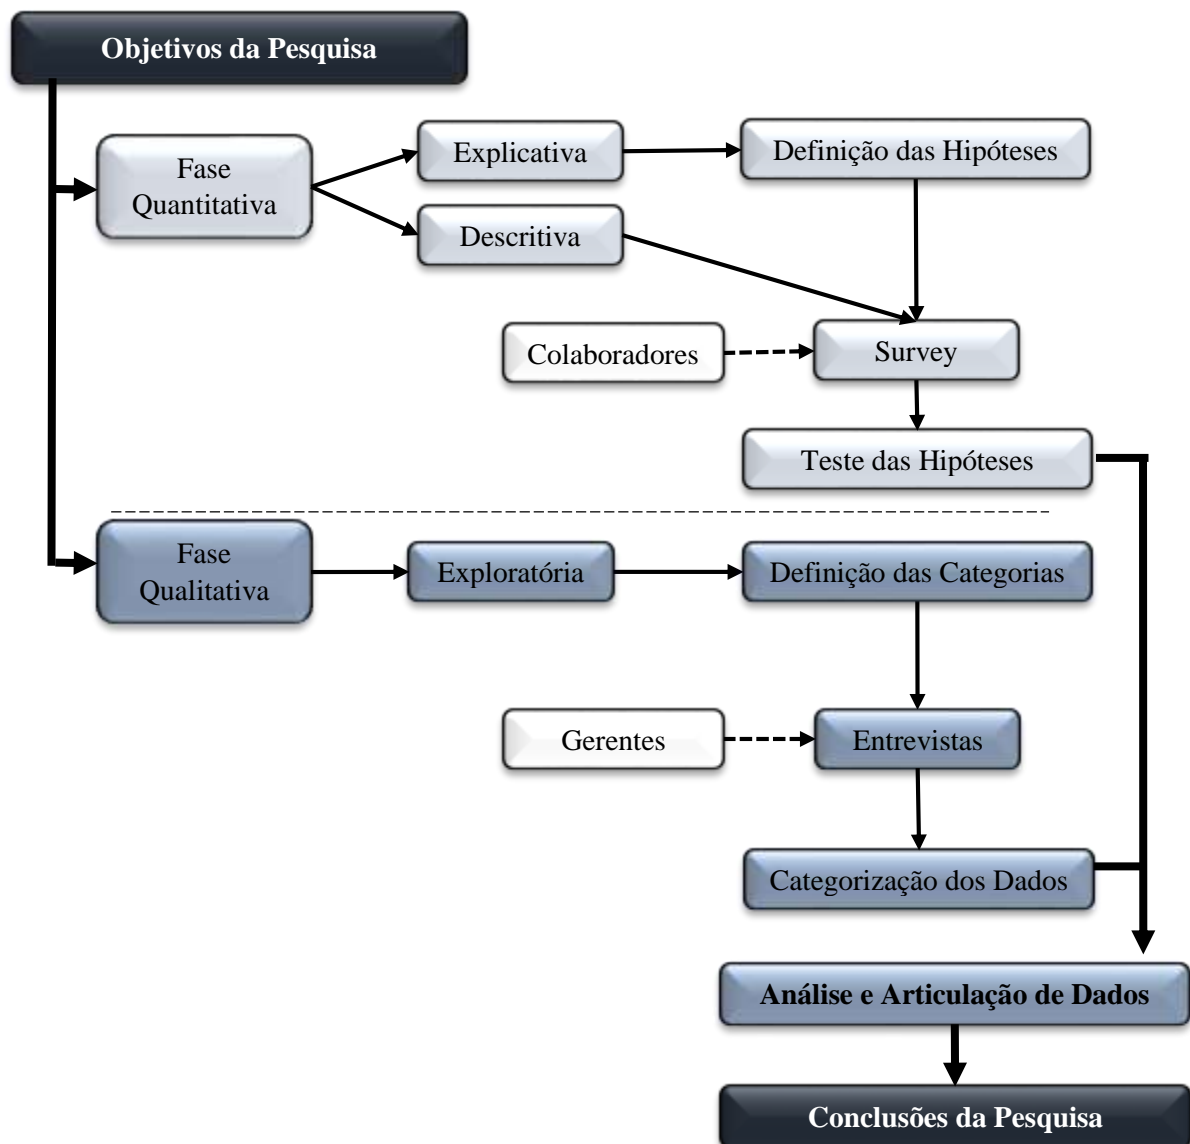 Objetivos da Pesquisa
Fase
Quantitativa
Explicativa
Definição das Hipóteses
Descritiva
Colaboradores
Survey
Teste das Hipóteses
Fase
Qualitativa
Exploratória
Definição das Categorias
Gerentes
Entrevistas
Categorização dos Dados
Análise e Articulação de Dados
Conclusões da Pesquisa